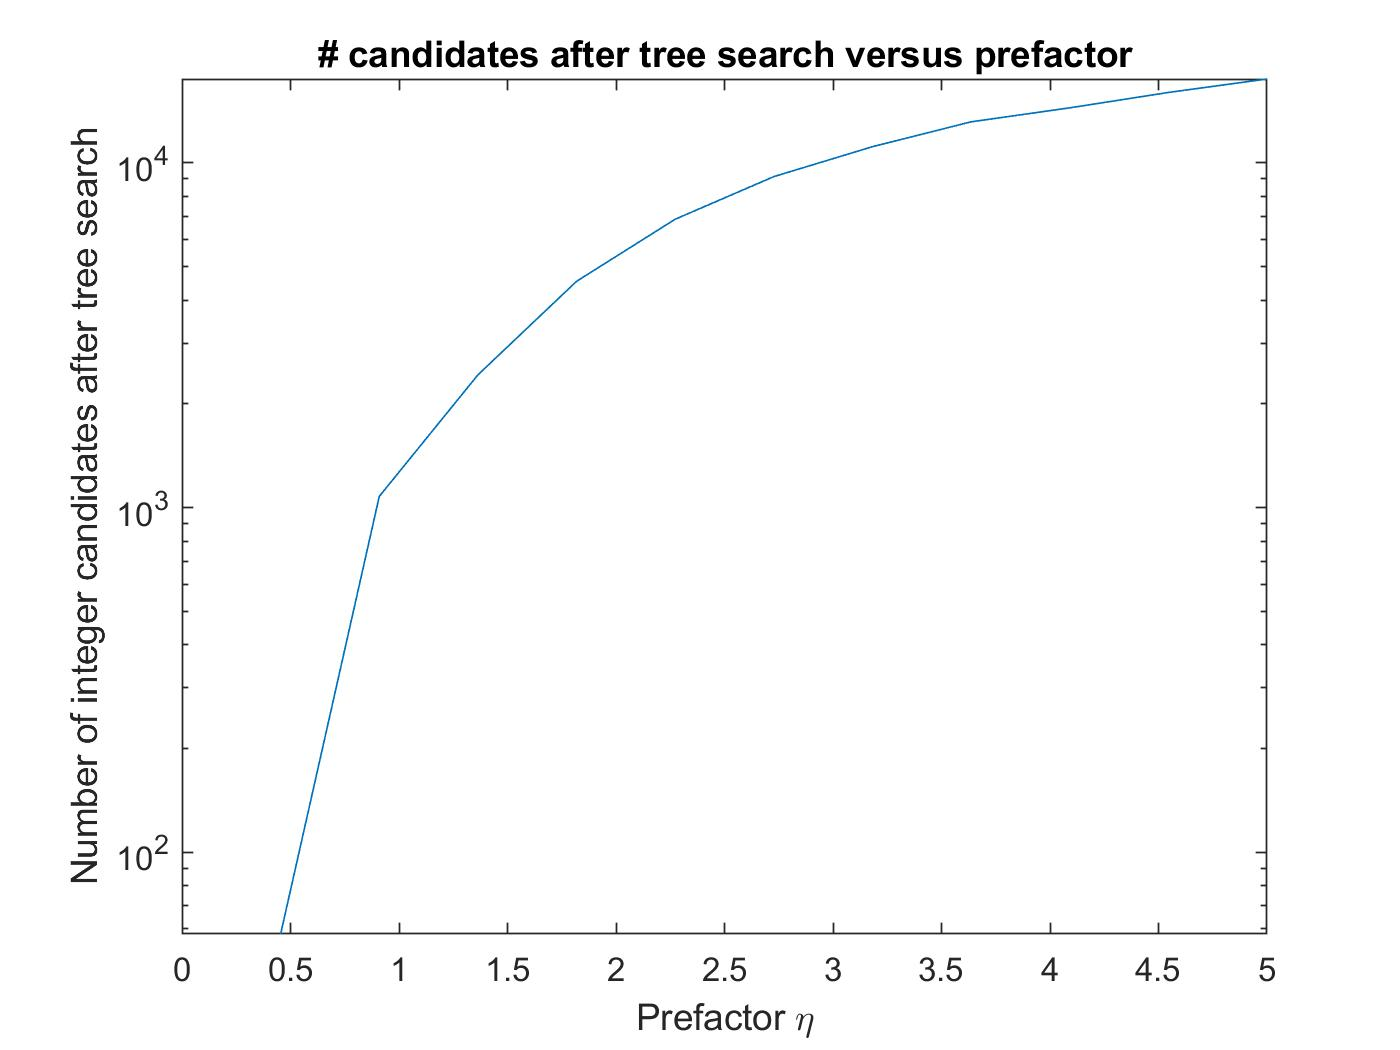 # candidates after tree search versus prefactor
Number of integer candidates after tree search
10^4
10^3
10^2
0 0.5 1 1.5 2 2.5 3 3.5 4 4.5 5
Prefactor η